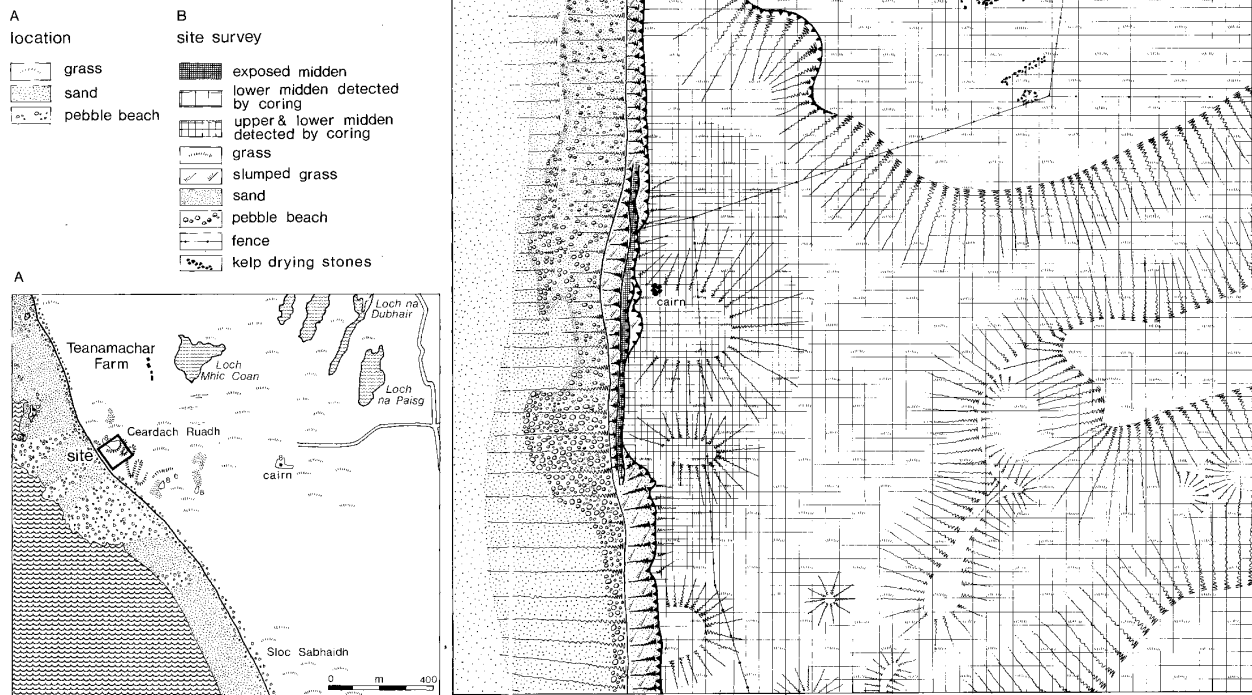 A
location
grass
sand
pebble beach
B
site survey
exposed midden
lower midden detected
by coring
upper & lower midden
detected by coring
grass
slumped grass
sand
pebble beach
fence
kelp drying stones
A
Loch na
Dubhair
Teanamachar
Farm
Loch
Mhic Coan
Loch
na Paisg
Ceardach Ruadh
site
cairn
Sloc Sabhaidh
0 m 400
cairn